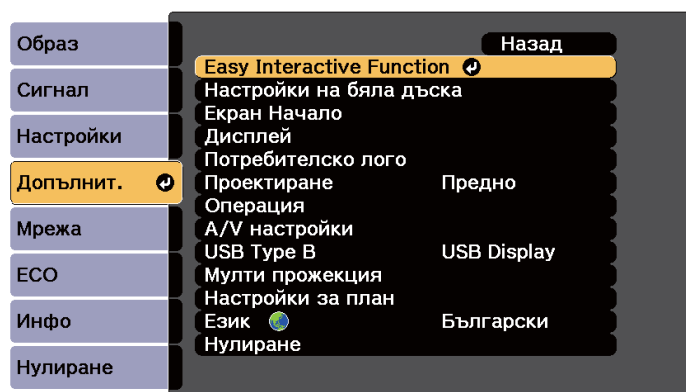 Образ
Сигнал
Настройки
Допълнит.
Мрежа
ECO
Инфо
Нулиране
Назад
Easy Interactive Function
Настройки на бяла дъска
Екран Начало
Дисплей
Потребителско лого
Проектиране Предно
Операция
A/V настройки
USB Type B USB Display
Мулти прожекция
Настройки за план
Език Български
Нулиране